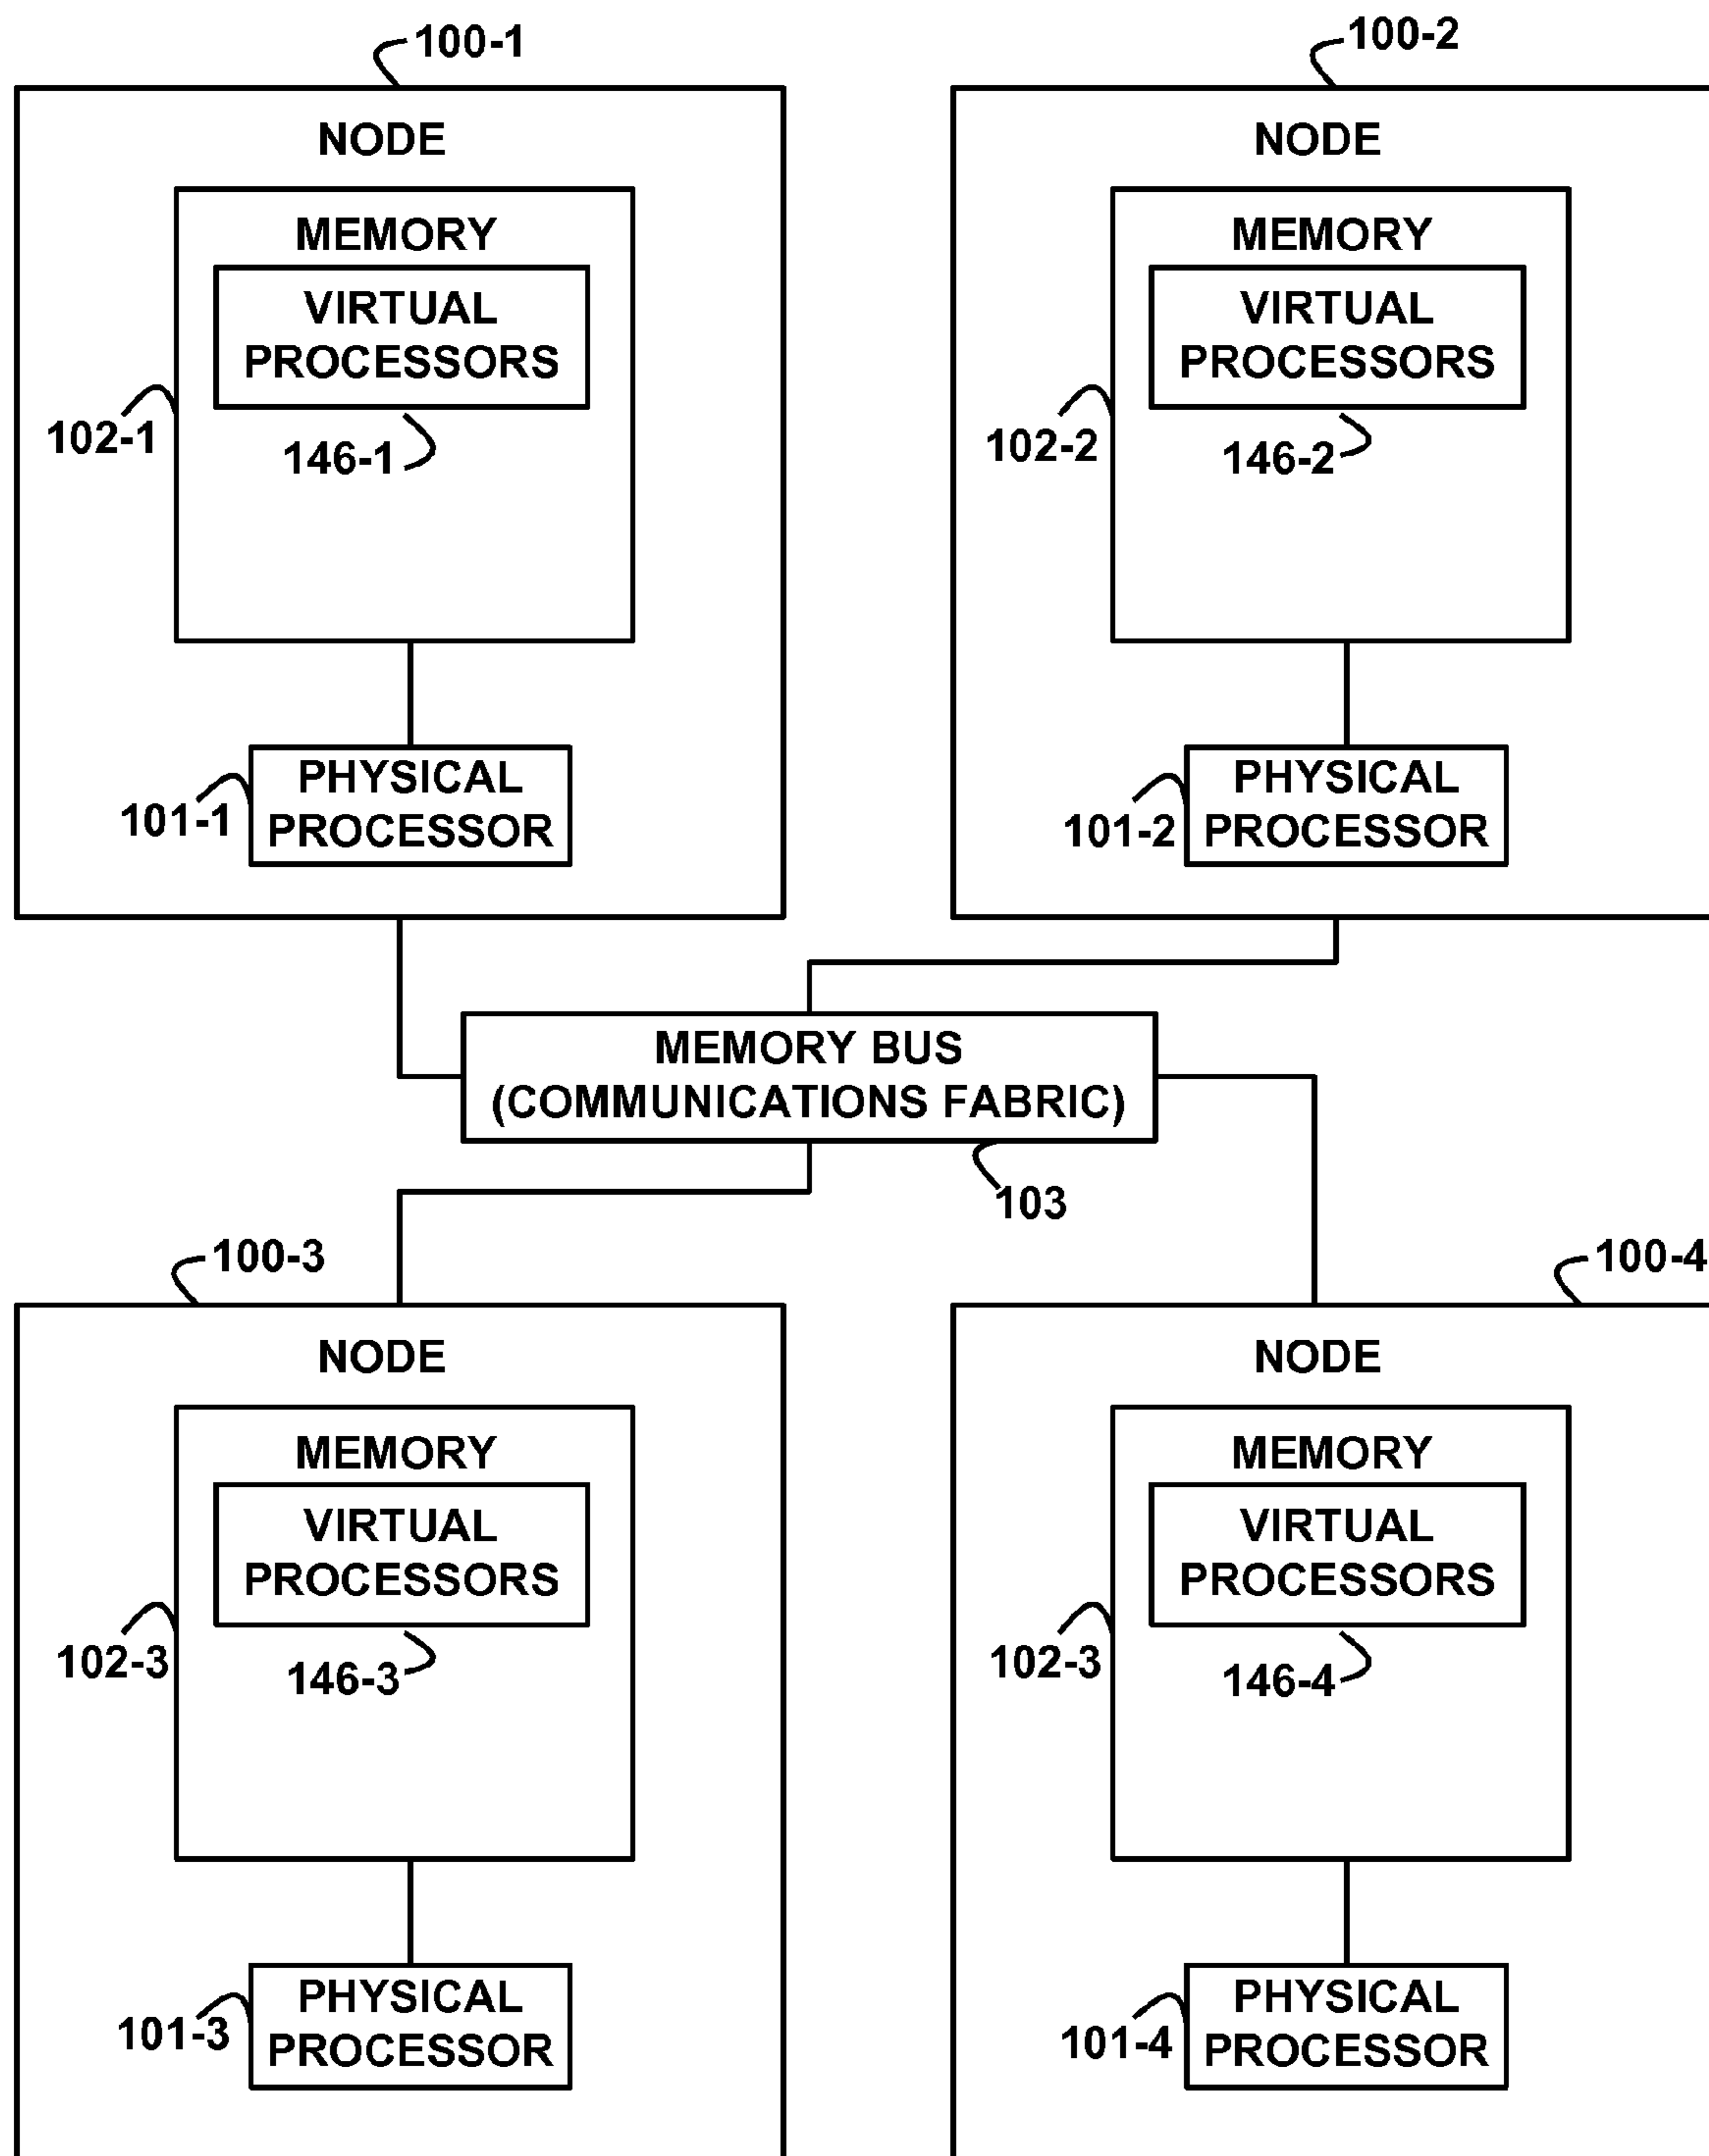 100-1
NODE
MEMORY
VIRTUAL
PROCESSORS
102-1
146-1
PHYSICAL
PROCESSOR
101-1
100-2
NODE
MEMORY
VIRTUAL
PROCESSORS
102-2
146-2
PHYSICAL
PROCESSOR
101-2
MEMORY BUS
(COMMUNICATIONS FABRIC)
103
100-3
NODE
MEMORY
VIRTUAL
PROCESSORS
102-3
146-3
PHYSICAL
PROCESSOR
101-3
100-4
NODE
MEMORY
VIRTUAL
PROCESSORS
102-3
146-4
PHYSICAL
PROCESSOR
101-4